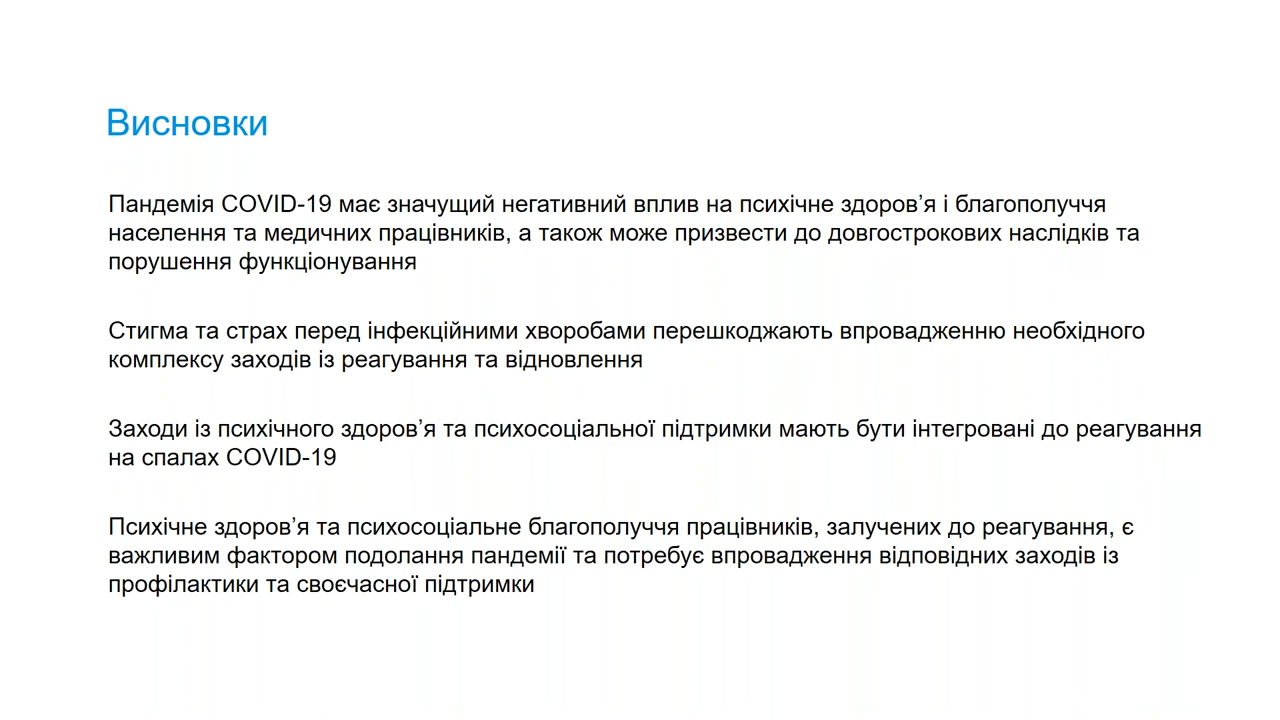 Висновки
Пандемія COVID-19 має значущий негативний вплив на психічне здоров’я і благополуччя
населення та медичних працівників, а також може призвести до довгострокових наслідків та
порушення функціонування
Стигма та страх перед інфекційними хворобами перешкоджають впровадженню необхідного
комплексу заходів із реагування та відновлення
Заходи із психічного здоров’я та психосоціальної підтримки мають бути інтегровані до реагування
на спалах COVID-19
Психічне здоров’я та психосоціальне благополуччя працівників, залучених до реагування, є
важливим фактором подолання пандемії та потребує впровадження відповідних заходів із
профілактики та своєчасної підтримки